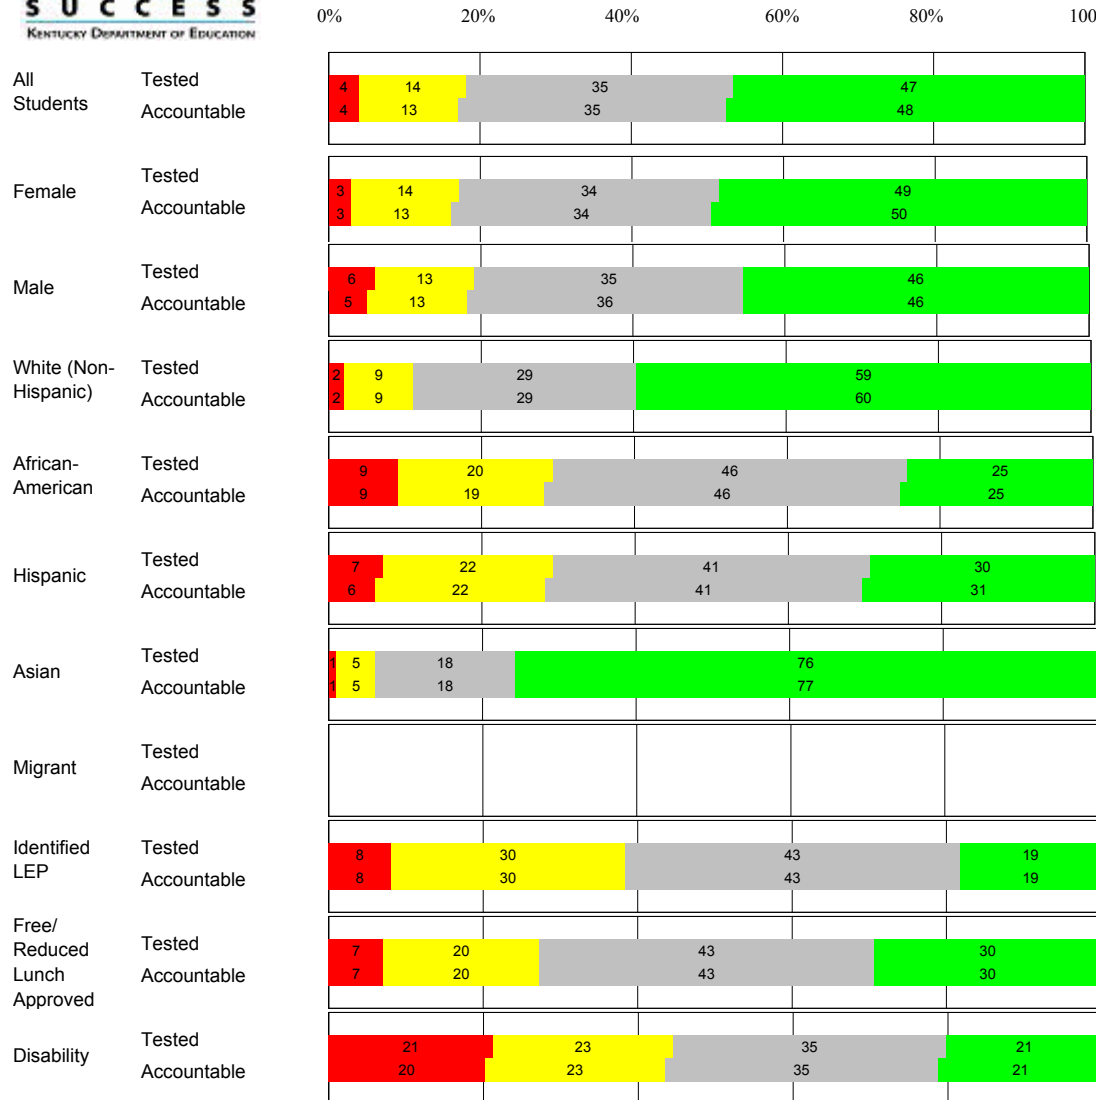 S U C C E S S
KENTUCKY DEPARTMENT OF EDUCATION
0% 20% 40% 60% 80% 100
All Students
Tested 4 14 35 47
Accountable 4 13 35 48
Female
Tested 3 14 34 49
Accountable 3 13 34 50
Male
Tested 6 13 35 46
Accountable 5 13 36 46
White (Non-
Hispanic)
Tested 2 9 29 59
Accountable 2 9 29 60
African-
American
Tested 9 20 46 25
Accountable 9 19 46 25
Hispanic
Tested 7 22 41 30
Accountable 6 22 41 31
Asian
Tested 1 5 18 76
Accountable 1 5 18 77
Migrant
Tested
Accountable
Identified
LEP
Tested 8 30 43 19
Accountable 8 30 43 19
Free/
Reduced
Lunch
Approved
Tested 7 20 43 30
Accountable 7 20 43 30
Disability
Tested 21 23 35 21
Accountable 20 23 35 21